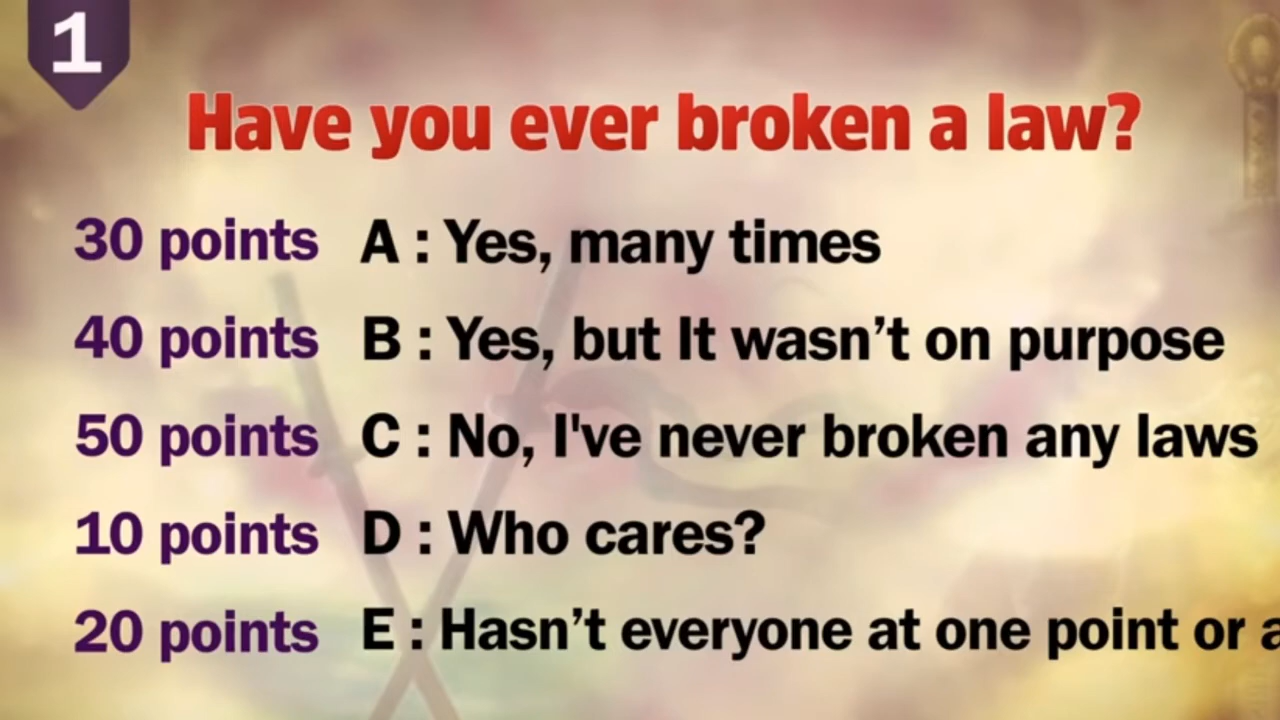 1
Have you ever broken a law?
30 points A : Yes, many times
40 points B : Yes, but It wasn’t on purpose
50 points C : No, I've never broken any laws
10 points D : Who cares?
20 points E : Hasn’t everyone at one point or